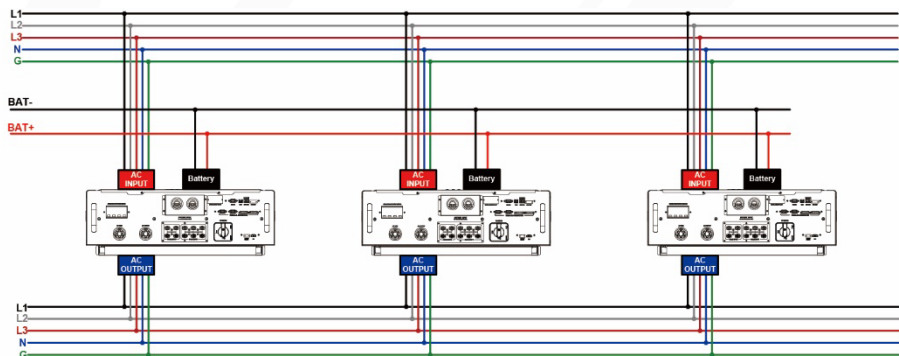 L1
L2
L3
N
G
BAT-
BAT+
AC INPUT
Battery
AC INPUT
Battery
AC INPUT
Battery
AC OUTPUT
AC OUTPUT
AC OUTPUT
L1
L2
L3
N
G